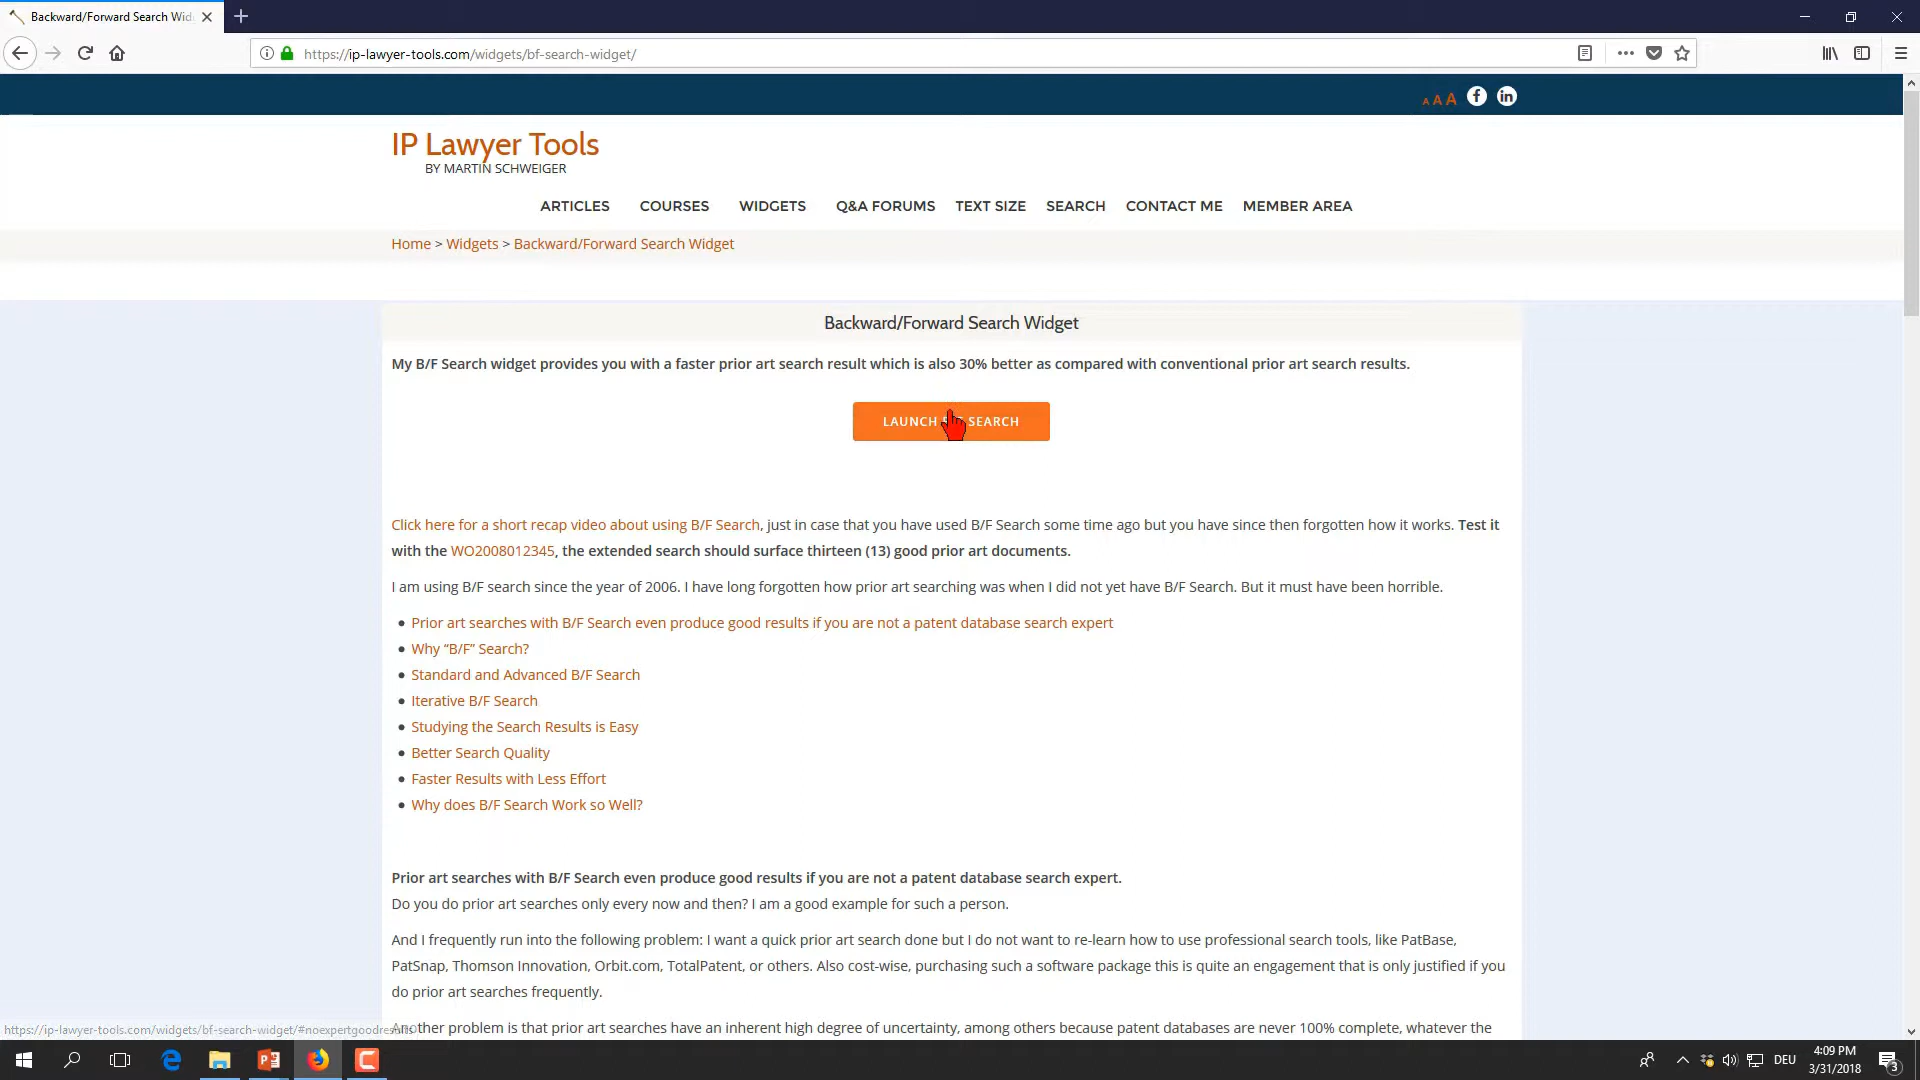 Backward/Forward Search Wid
https://ip-lawyer-tools.com/widgets/bf-search-widget/
A A A
IP Lawyer Tools
BY MARTIN SCHWEIGER
ARTICLES COURSES WIDGETS Q&A FORUMS TEXT SIZE SEARCH CONTACT ME MEMBER AREA
Home > Widgets > Backward/Forward Search Widget
Backward/Forward Search Widget
My B/F Search widget provides you with a faster prior art search result which is also 30% better as compared with conventional prior art search results.
LAUNCH SEARCH
Click here for a short recap video about using B/F Search, just in case that you have used B/F Search some time ago but you have since then forgotten how it works. Test it
with the WO2008012345, the extended search should surface thirteen (13) good prior art documents.
I am using B/F search since the year of 2006. I have long forgotten how prior art searching was when I did not yet have B/F Search. But it must have been horrible.
Prior art searches with B/F Search even produce good results if you are not a patent database search expert
Why “B/F” Search?
Standard and Advanced B/F Search
Iterative B/F Search
Studying the Search Results is Easy
Better Search Quality
Faster Results with Less Effort
Why does B/F Search Work so Well?
Prior art searches with B/F Search even produce good results if you are not a patent database search expert.
Do you do prior art searches only every now and then? I am a good example for such a person.
And I frequently run into the following problem: I want a quick prior art search done but I do not want to re-learn how to use professional search tools, like PatBase,
PatSnap, Thomson Innovation, Orbit.com, TotalPatent, or others. Also cost-wise, purchasing such a software package this is quite an engagement that is only justified if you
do prior art searches frequently.
https://ip-lawyer-tools.com/widgets/bf-search-widget/#noexpertgoodresults
ther problem is that prior art searches have an inherent high degree of uncertainty, among others because patent databases are never 100% complete, whatever the
DEU
4:09 PM
3/31/2018
3